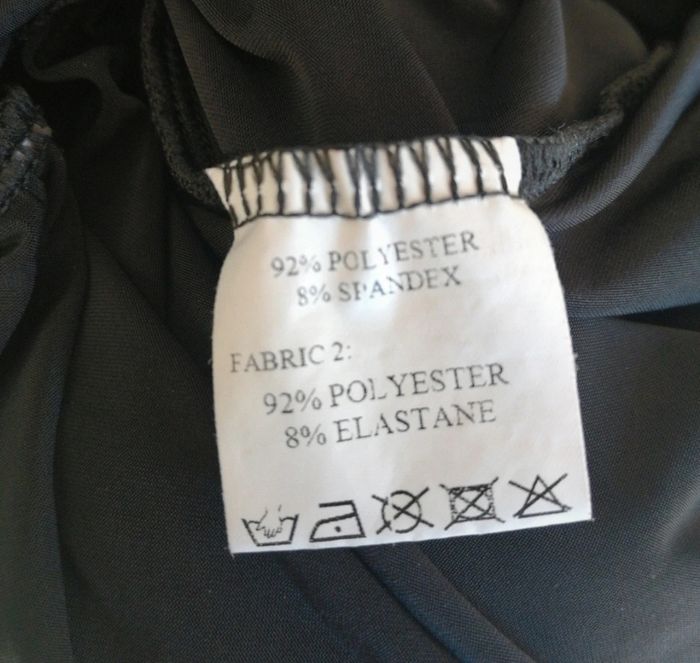 92% POLYESTER
8% SPANDEX
FABRIC 2:
92% POLYESTER
8% ELASTANE